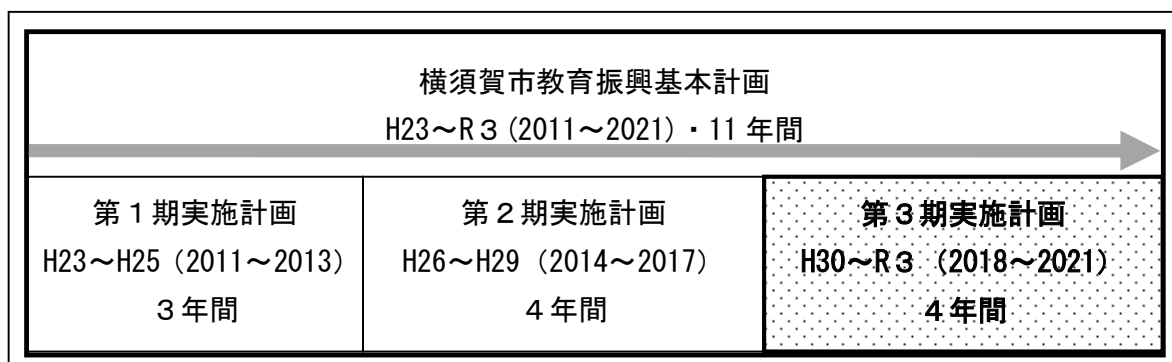 横須賀市教育振興基本計画
H23～R３(2011～2021)・11年間
第１期実施計画
H23～H25（2011～2013）
３年間
第２期実施計画
H26～H29（2014～2017）
４年間
第３期実施計画
H30～R３（2018～2021）
４年間